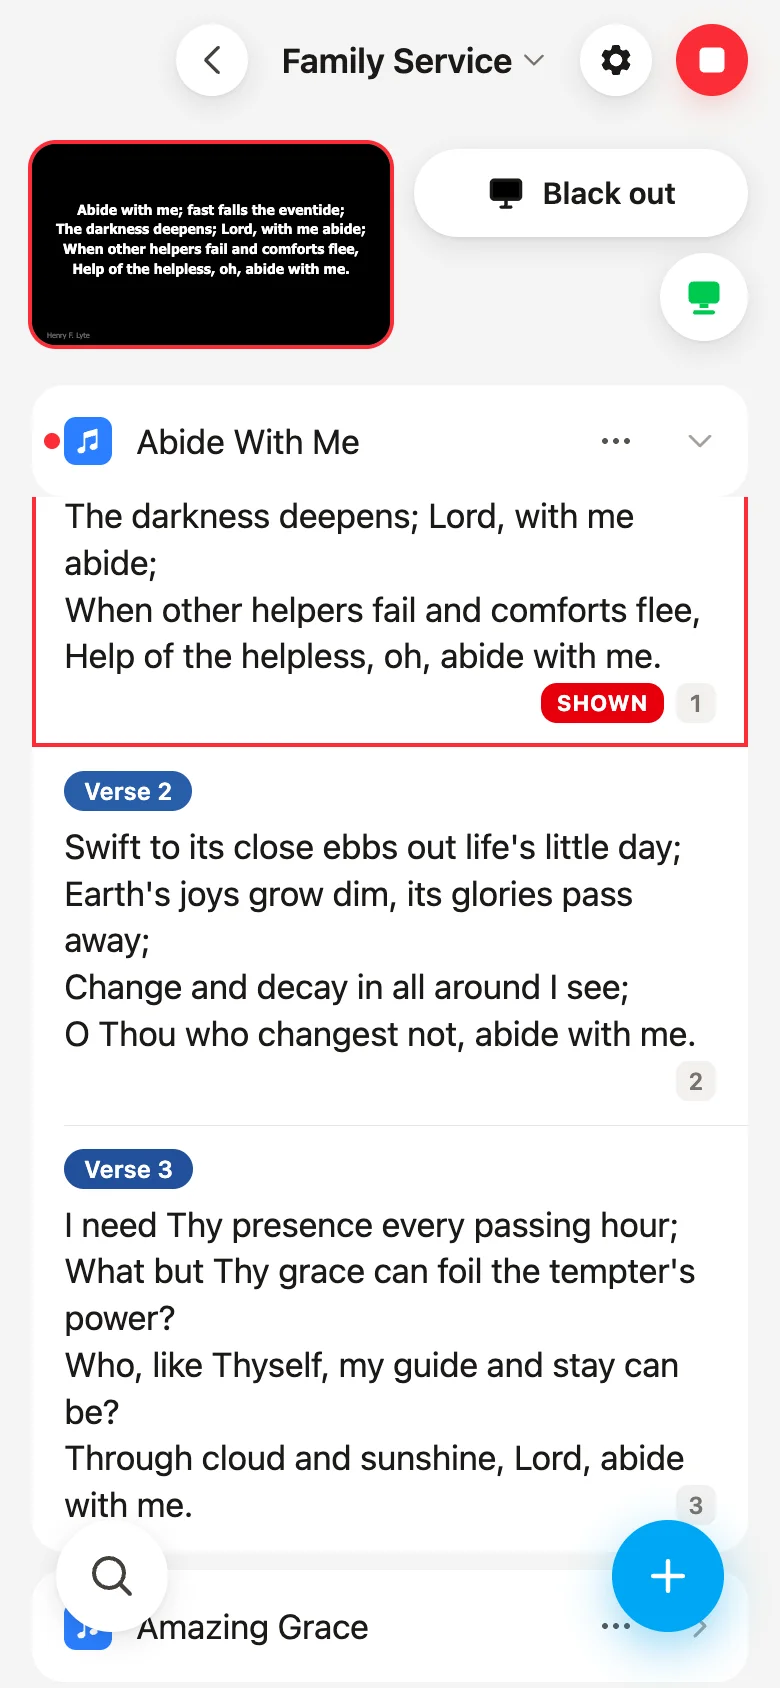 Family Service
Abide with me; fast falls the eventide;
The darkness deepens; Lord, with me abide;
When other helpers fail and comforts flee,
Help of the helpless, oh, abide with me.
Henry F. Lyte
Black out
Abide With Me
The darkness deepens; Lord, with me
abide;
When other helpers fail and comforts flee,
Help of the helpless, oh, abide with me.
SHOWN 1
Verse 2
Swift to its close ebbs out life's little day;
Earth's joys grow dim, its glories pass
away;
Change and decay in all around I see;
O Thou who changest not, abide with me.
2
Verse 3
I need Thy presence every passing hour;
What but Thy grace can foil the tempter's
power?
Who, like Thyself, my guide and stay can
be?
Through cloud and sunshine, Lord, abide
with me.
3
Amazing Grace